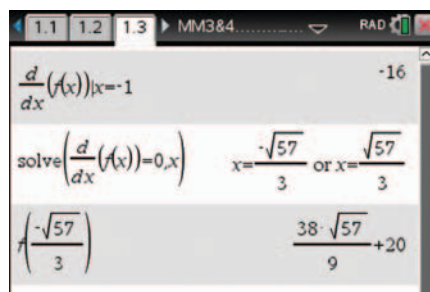 1.1 1.2 1.3 MM3&4............. RAD
d/dx(f(x))|x=-1 -16
solve(d/dx(f(x))=0,x) x=-√57/3 or x=√57/3
f(-√57/3) 38·√57/9+20